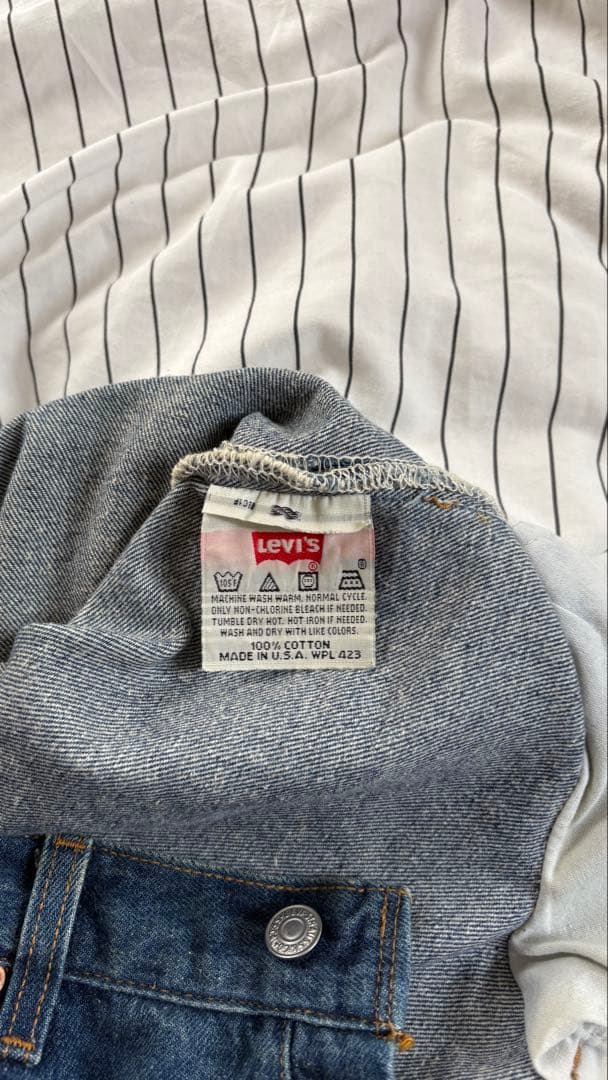 Levi's
®
105F
MACHINE WASH WARM, NORMAL CYCLE.
ONLY NON-CHLORINE BLEACH IF NEEDED.
TUMBLE DRY HOT. HOT IRON IF NEEDED.
WASH AND DRY WITH LIKE COLORS.
100% COTTON
MADE IN U.S.A. WPL 423